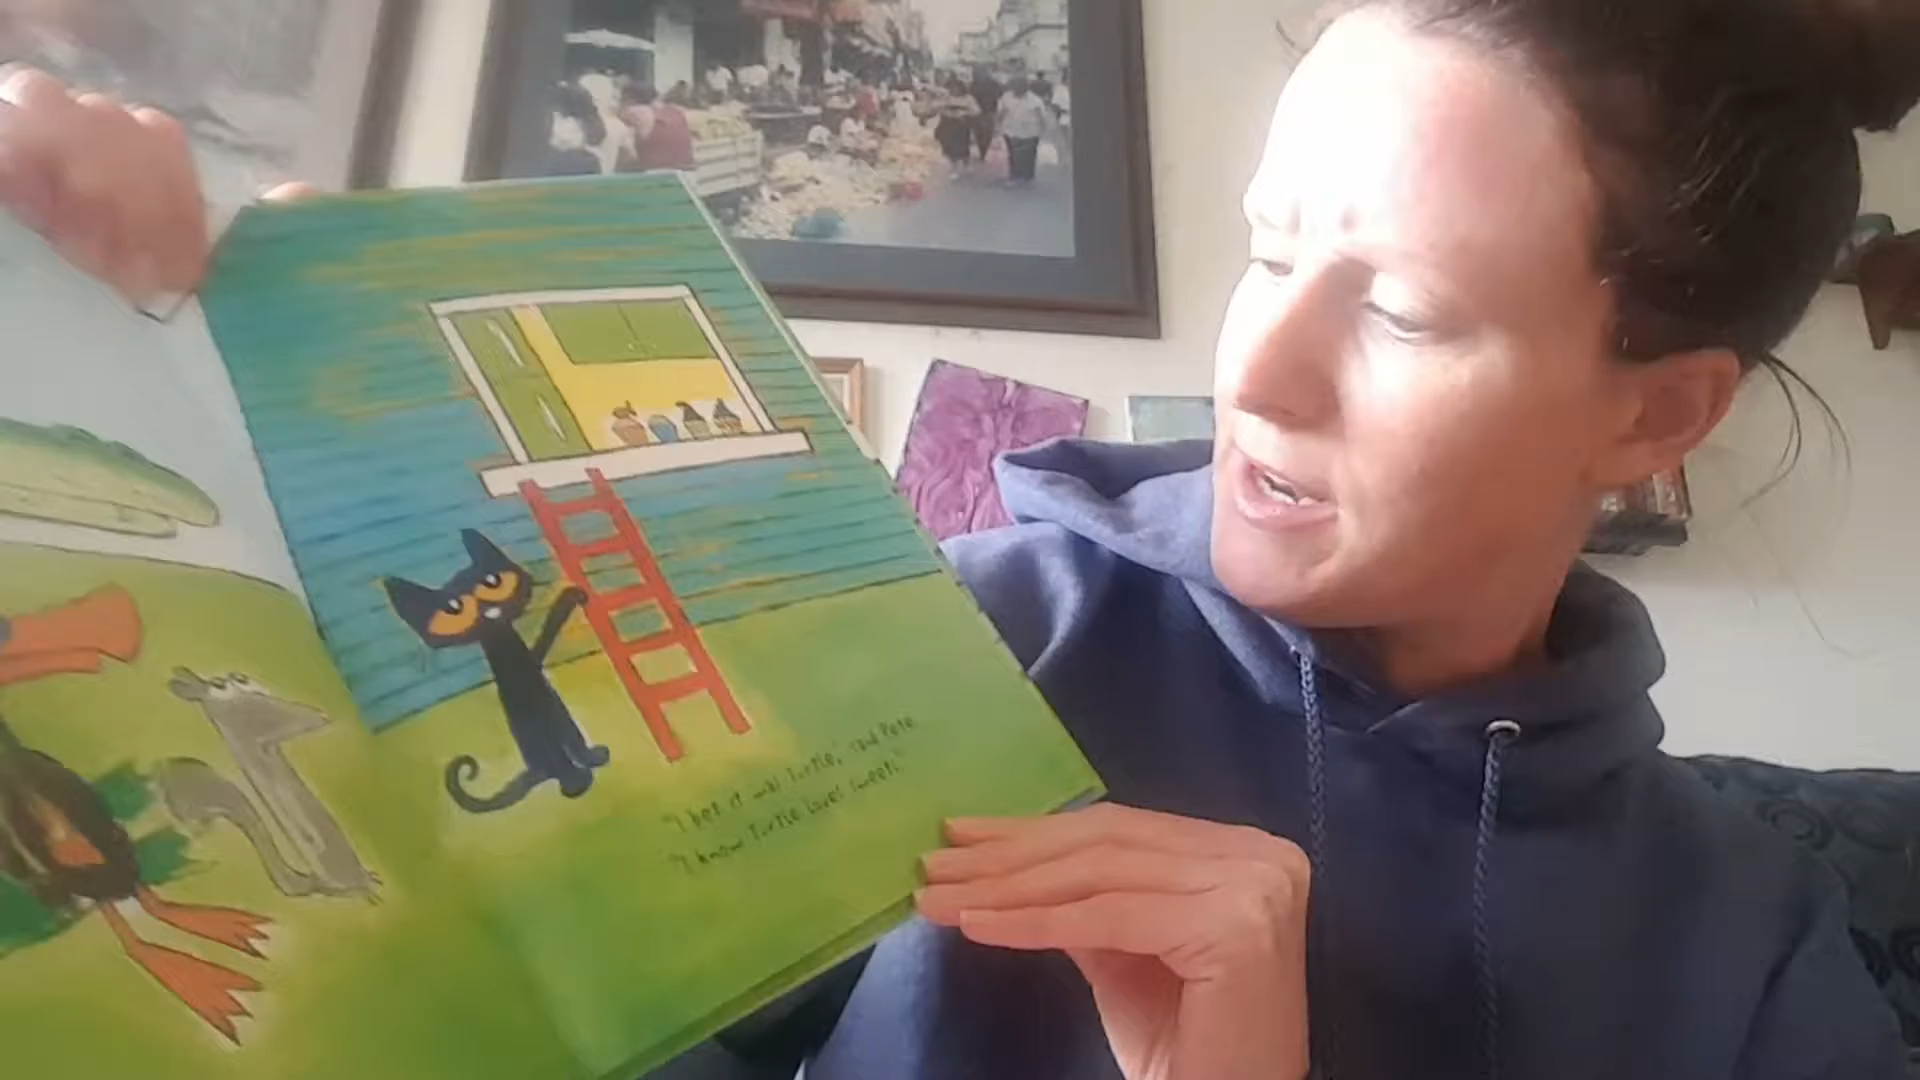 "I bet it was Turtle," said Pete.
"I know Turtle loves sweets."